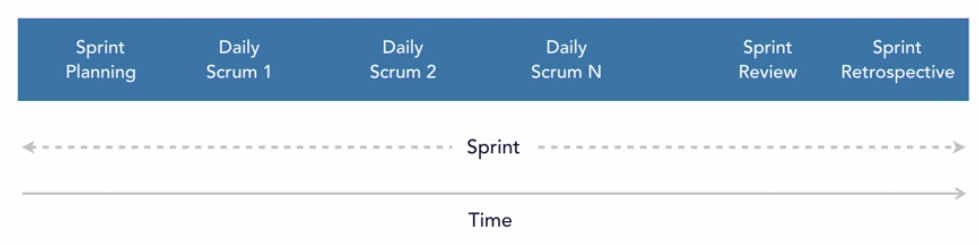 Sprint Planning
Daily Scrum 1
Daily Scrum 2
Daily Scrum N
Sprint Review
Sprint Retrospective
Sprint
Time